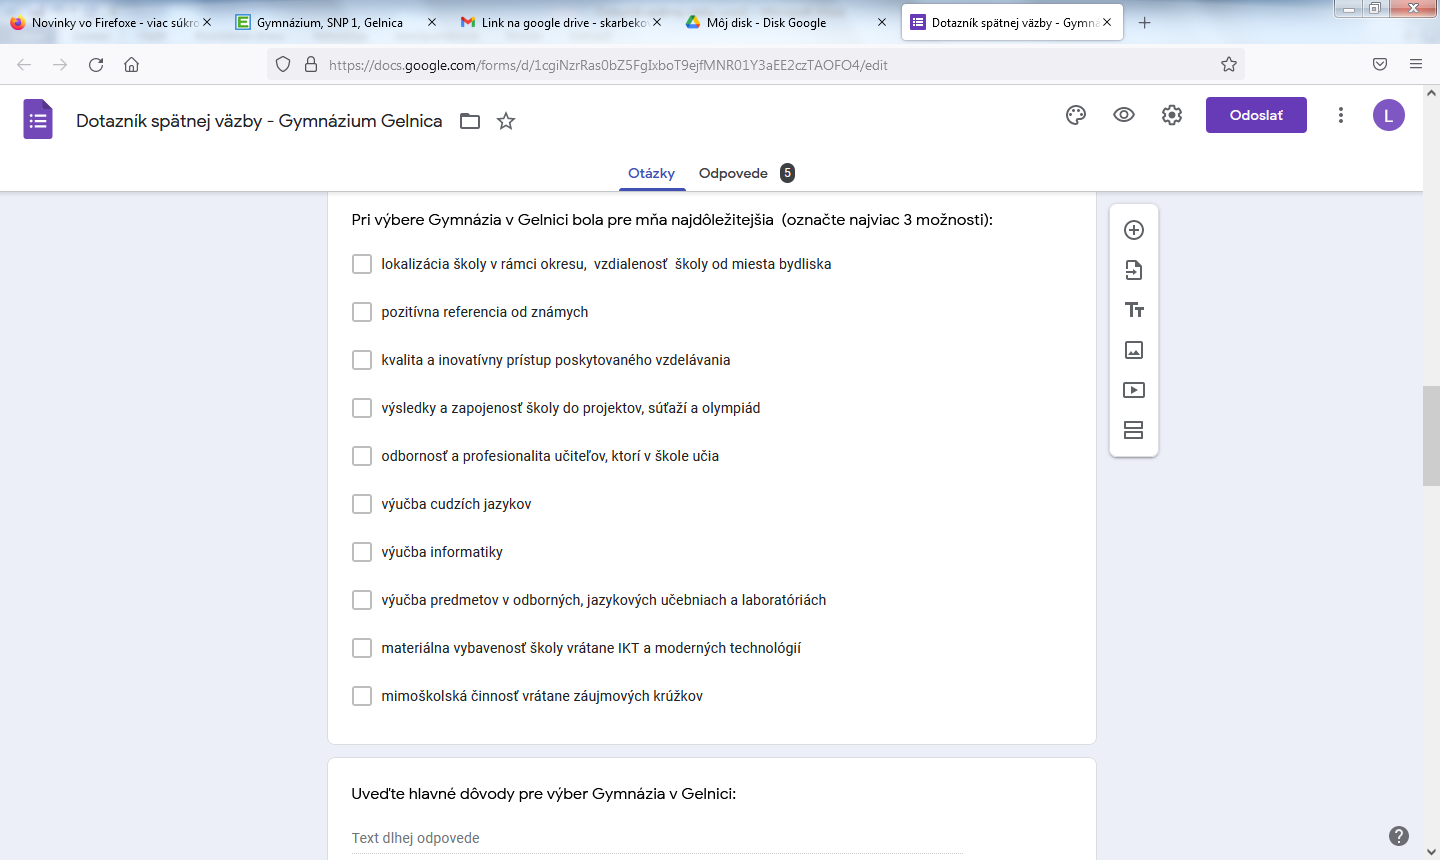 Novinky vo Firefoxe - viac súkro
Gymnázium, SNP 1, Gelnica
Link na google drive - skarbeko
Môj disk - Disk Google
Dotazník spätnej väzby - Gymna
https://docs.google.com/forms/d/1cgiNzrRas0bZ5FgIxboT9ejfMNR01Y3aEE2czTAOFO4/edit
Dotazník spätnej väzby - Gymnázium Gelnica
Odoslať
L
Otázky
Odpovede 5
Pri výbere Gymnázia v Gelnici bola pre mňa najdôležitejšia (označte najviac 3 možnosti):
lokalizácia školy v rámci okresu, vzdialenosť školy od miesta bydliska
pozitívna referencia od známych
kvalita a inovatívny prístup poskytovaného vzdelávania
výsledky a zapojenosť školy do projektov, súťaží a olympiád
odbornosť a profesionalita učiteľov, ktorí v škole učia
výučba cudzích jazykov
výučba informatiky
výučba predmetov v odborných, jazykových učebniach a laboratóriách
materiálna vybavenosť školy vrátane IKT a moderných technológií
mimoškolská činnosť vrátane záujmových krúžkov
Uveďte hlavné dôvody pre výber Gymnázia v Gelnici:
Text dlhej odpovede